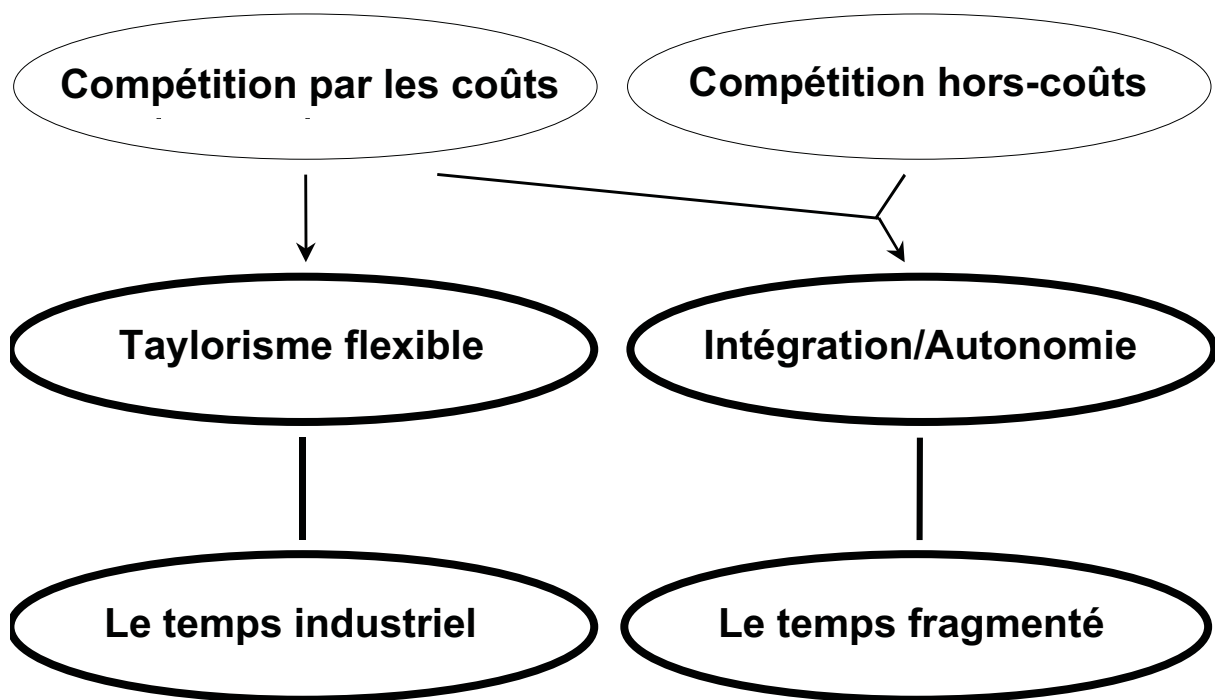 Compétition par les coûts
Compétition hors-coûts
Taylorisme flexible
Intégration/Autonomie
Le temps industriel
Le temps fragmenté